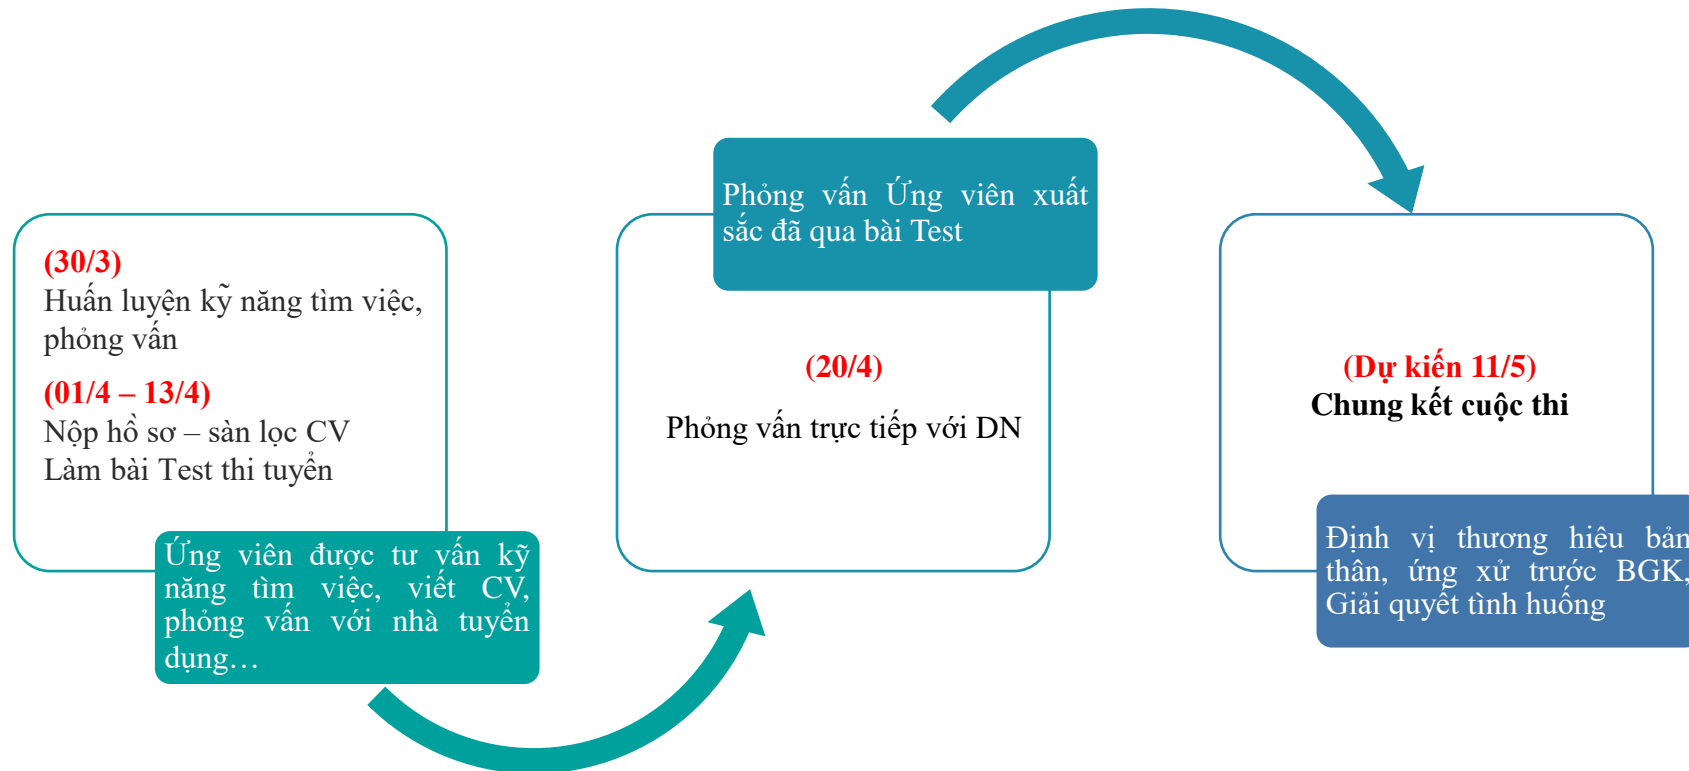 (30/3)
Huấn luyện kỹ năng tìm việc,
phỏng vấn
(01/4 – 13/4)
Nộp hồ sơ – sàn lọc CV
Làm bài Test thi tuyển
Ứng viên được tư vấn kỹ
năng tìm việc, viết CV,
phỏng vấn với nhà tuyển
dụng…
Phỏng vấn Ứng viên xuất
sắc đã qua bài Test
(20/4)
Phỏng vấn trực tiếp với DN
(Dự kiến 11/5)
Chung kết cuộc thi
Định vị thương hiệu bản
thân, ứng xử trước BGK,
Giải quyết tình huống